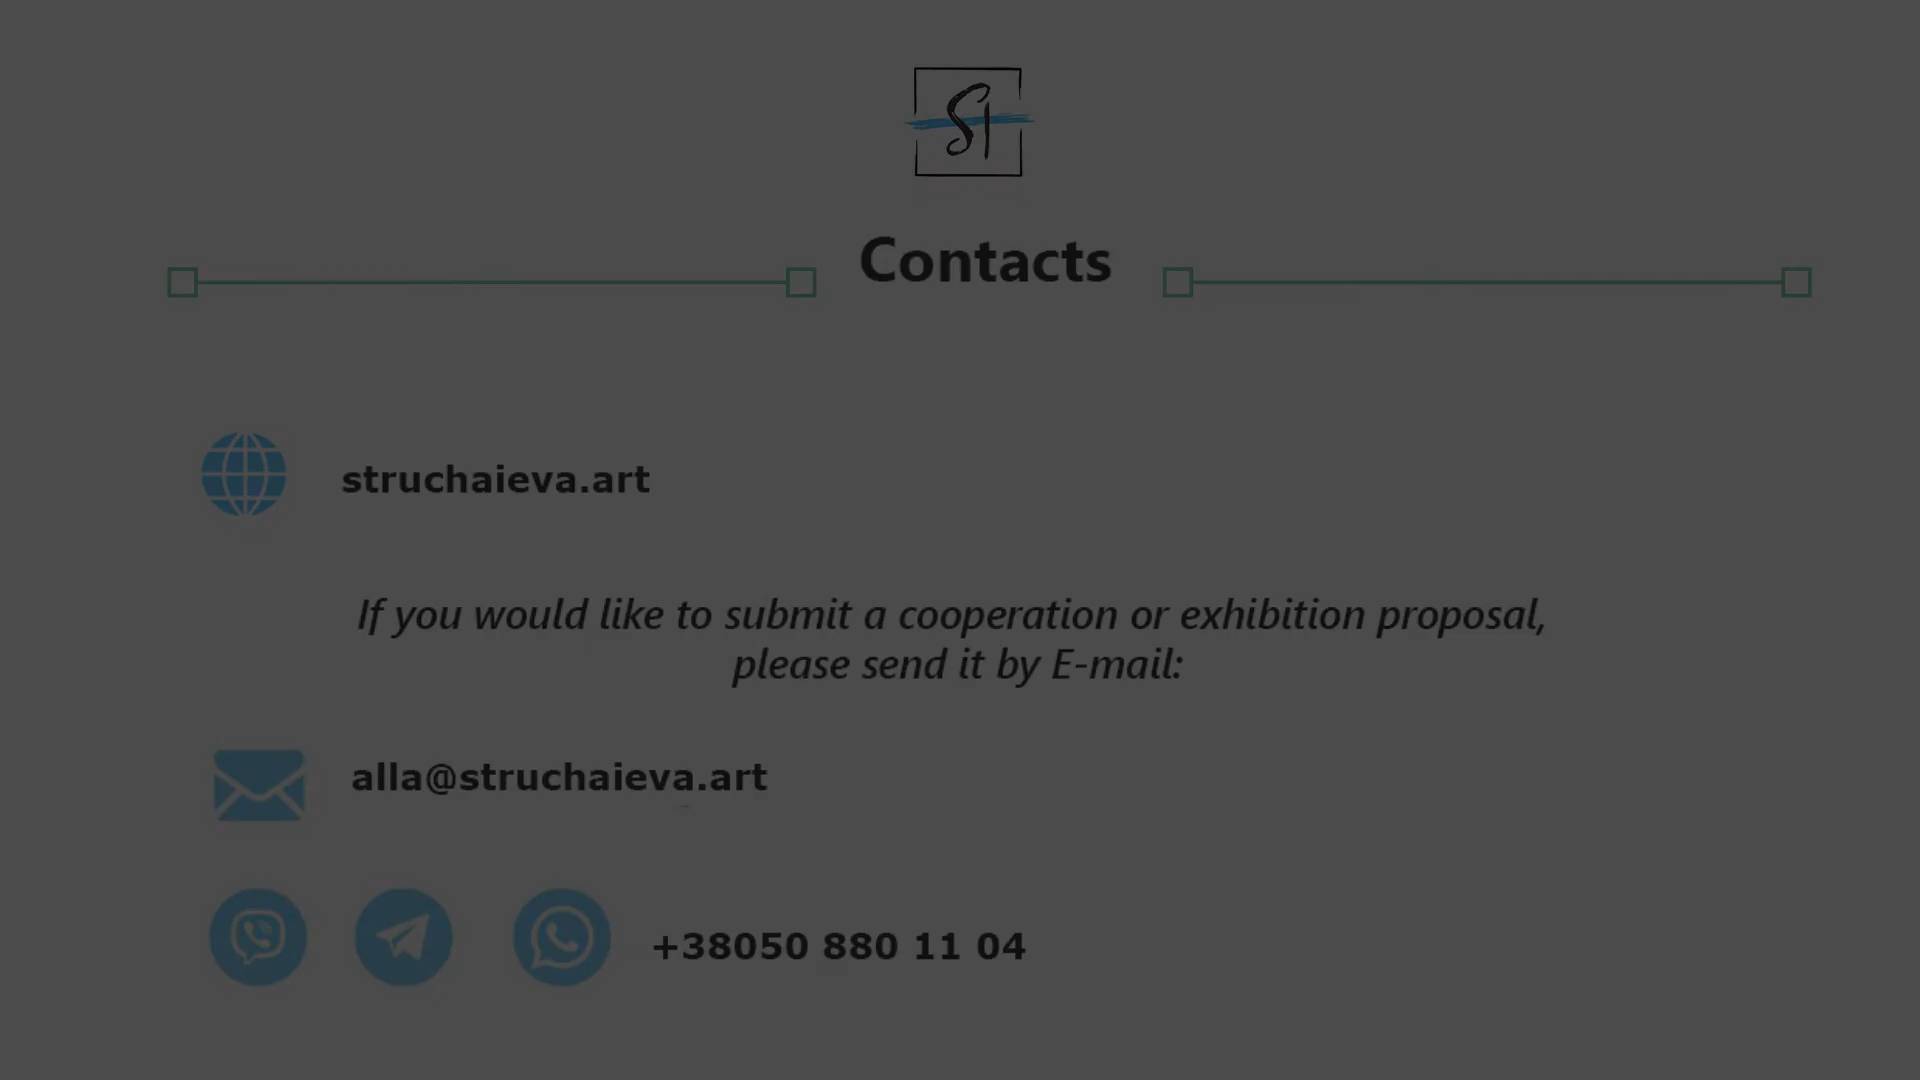 Contacts
struchaieva.art
If you would like to submit a cooperation or exhibition proposal,
please send it by E-mail:
alla@struchaieva.art
+38050 880 11 04